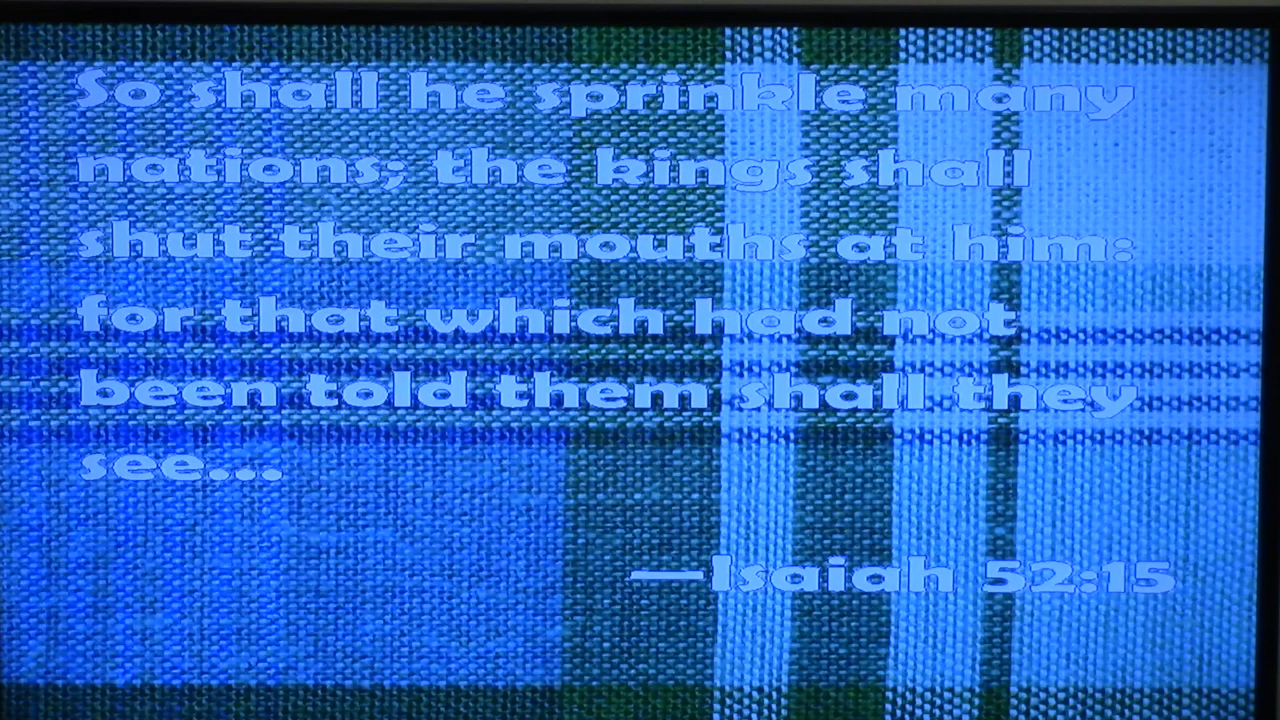 So shall he sprinkle many
nations; the kings shall
shut their mouths at him:
for that which had not
been told them shall they
see...
—Isaiah 52:15